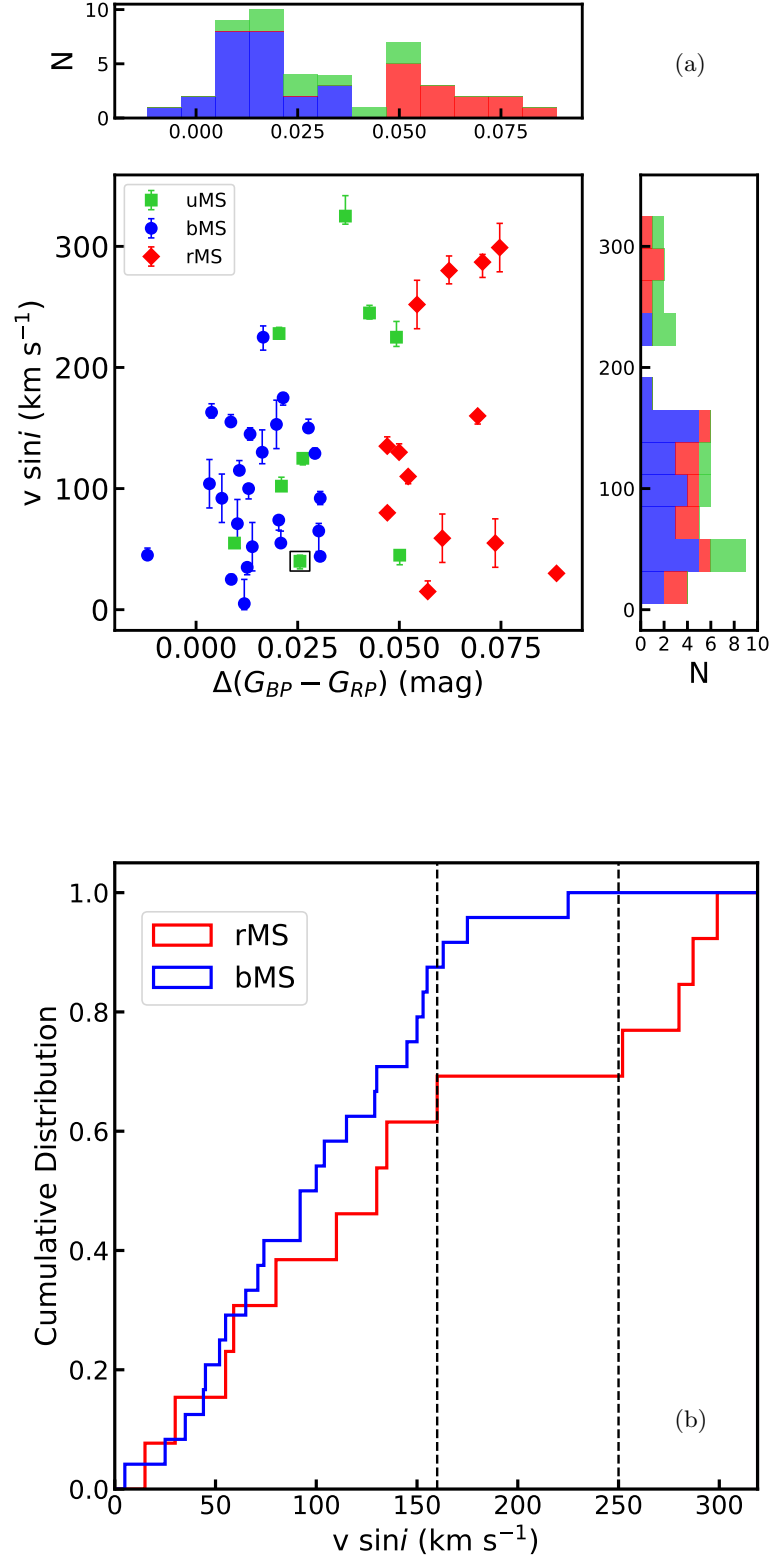 10
5
0
N
0.000 0.025 0.050 0.075
(a)
uMS
bMS
rMS
300
200
100
0
v sini (km s⁻¹)
0.000 0.025 0.050 0.075
Δ(G_BP − G_RP) (mag)
300
200
100
0
0 2 4 6 8 10
N
1.0
0.8
0.6
0.4
0.2
0.0
Cumulative Distribution
rMS
bMS
(b)
0 50 100 150 200 250 300
v sini (km s⁻¹)